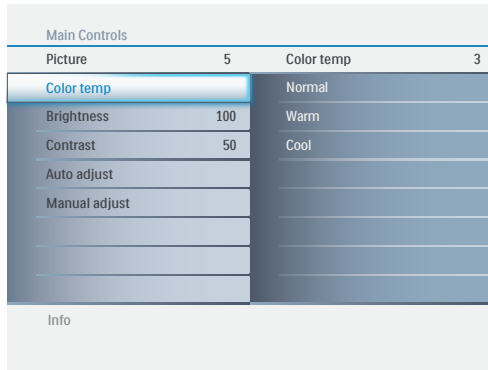 Main Controls
Picture 5 Color temp 3
Color temp Normal
Brightness 100 Warm
Contrast 50 Cool
Auto adjust
Manual adjust
Info